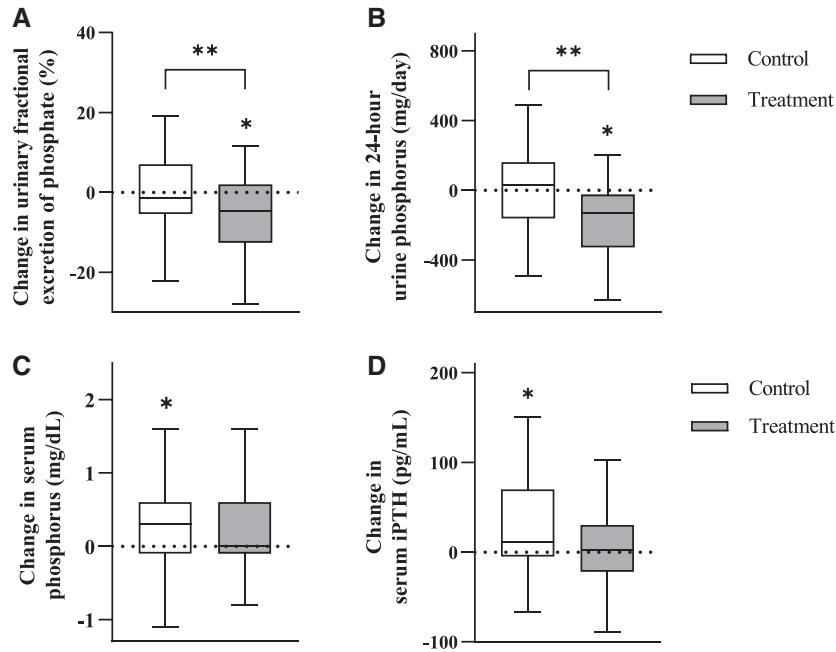 A
Change in urinary fractional
excretion of phosphate (%)
40
20
0
-20
**
*
B
Change in 24-hour
urine phosphorus (mg/day)
800
400
0
-400
**
*
Control
Treatment
C
Change in serum
phosphorus (mg/dL)
2
1
0
-1
*
D
Change in
serum iPTH (pg/mL)
200
100
0
-100
*
Control
Treatment